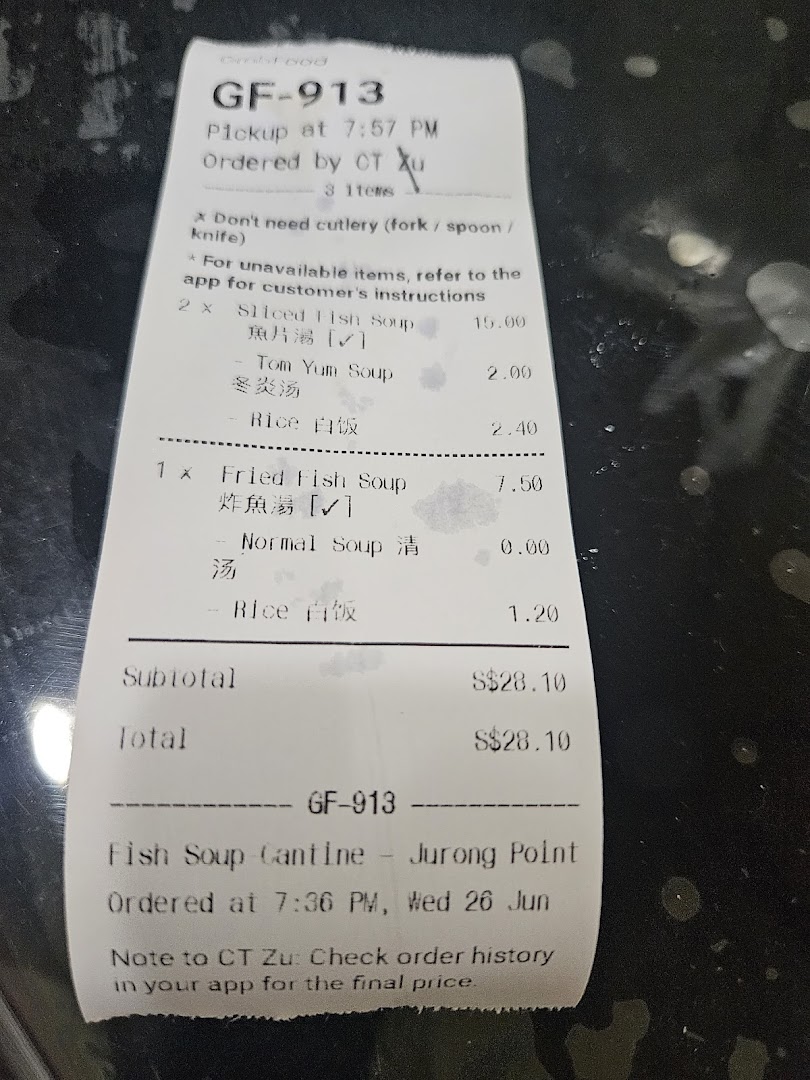 GrabFood
GF-913
Pickup at 7:57 PM
Ordered by CT Zu
3 items
x Don't need cutlery (fork / spoon /
knife)
* For unavailable items, refer to the
app for customer's instructions
2 x Sliced Fish Soup 15.00
魚片湯 [✓]
- Tom Yum Soup 2.00
冬炎汤
- Rice 白饭 2.40
1 x Fried Fish Soup 7.50
炸魚湯 [✓]
- Normal Soup 清 0.00
汤
- Rice 白饭 1.20
Subtotal S$28.10
Total S$28.10
GF-913
Fish Soup Cantine - Jurong Point
Ordered at 7:36 PM, Wed 26 Jun
Note to CT Zu: Check order history
in your app for the final price.